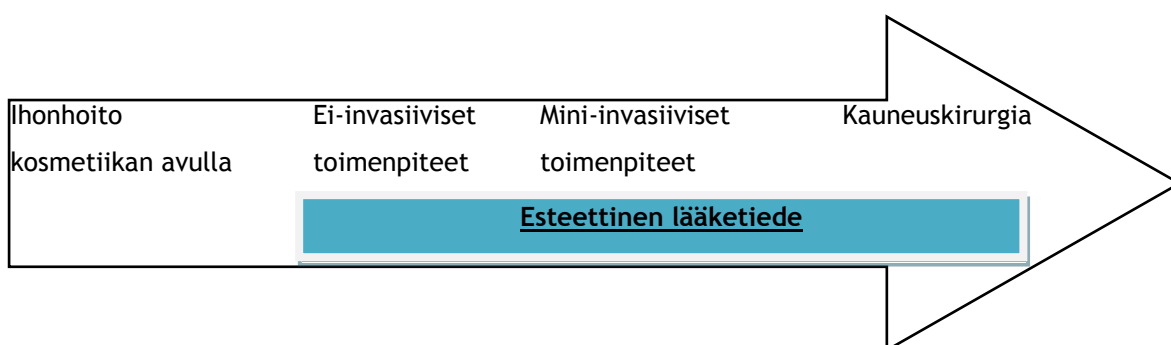 Ihonhoito Ei-invasiiviset Mini-invasiiviset Kauneuskirurgia
kosmetiikan avulla toimenpiteet toimenpiteet
Esteettinen lääketiede